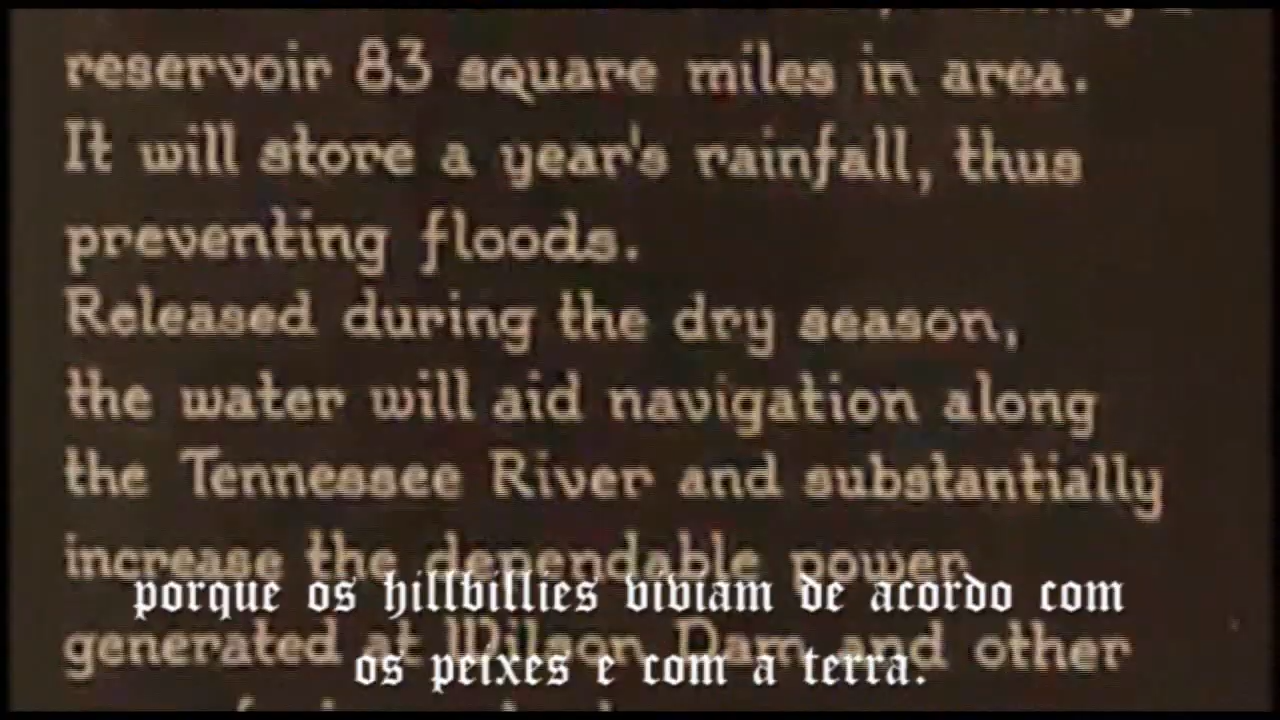 reservoir 83 square miles in area.
It will store a year's rainfall, thus
preventing floods.
Released during the dry season,
the water will aid navigation along
the Tennessee River and substantially
increase the dependable power
porque os hillbillies viviam de acordo com
generated at Wilson Dam and other
os peixes e com a terra.